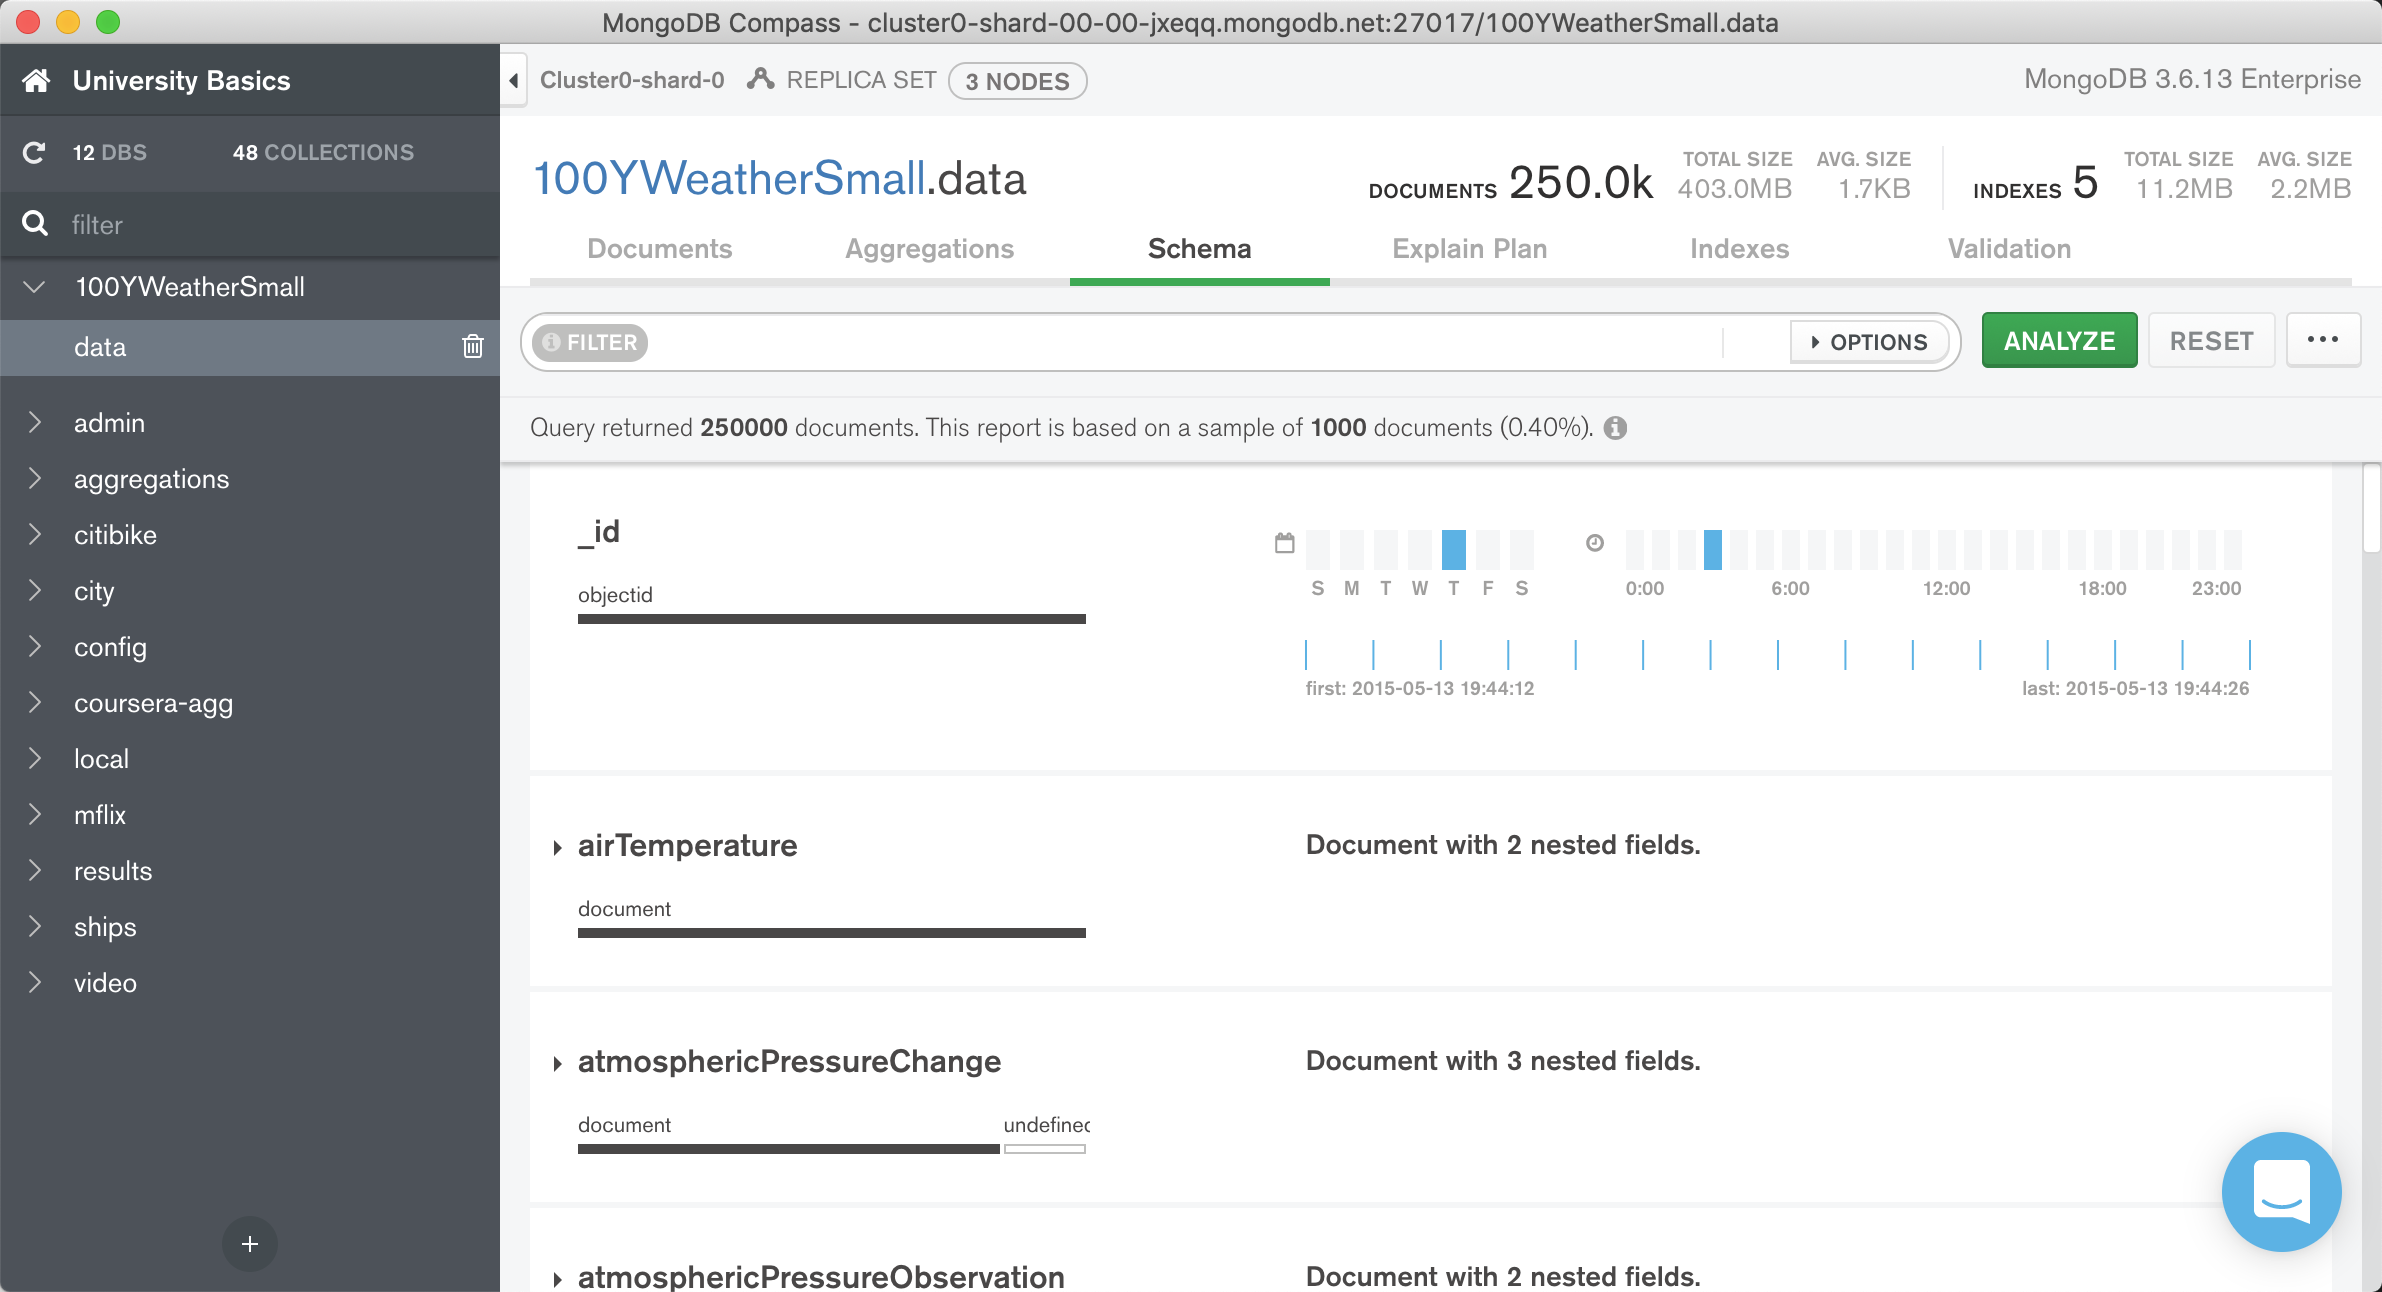 MongoDB Compass - cluster0-shard-00-00-jxeqq.mongodb.net:27017/100YWeatherSmall.data
University Basics
12 DBS 48 COLLECTIONS
filter
100YWeatherSmall
data
admin
aggregations
citibike
city
config
coursera-agg
local
mflix
results
ships
video
+
Cluster0-shard-0 REPLICA SET 3 NODES MongoDB 3.6.13 Enterprise
100YWeatherSmall.data
DOCUMENTS 250.0k TOTAL SIZE 403.0MB AVG. SIZE 1.7KB INDEXES 5 TOTAL SIZE 11.2MB AVG. SIZE 2.2MB
Documents Aggregations Schema Explain Plan Indexes Validation
FILTER OPTIONS ANALYZE RESET ...
Query returned 250000 documents. This report is based on a sample of 1000 documents (0.40%).
_id
objectid
S M T W T F S 0:00 6:00 12:00 18:00 23:00
first: 2015-05-13 19:44:12 last: 2015-05-13 19:44:26
airTemperature Document with 2 nested fields.
document
atmosphericPressureChange Document with 3 nested fields.
document undefined
atmosphericPressureObservation Document with 2 nested fields.